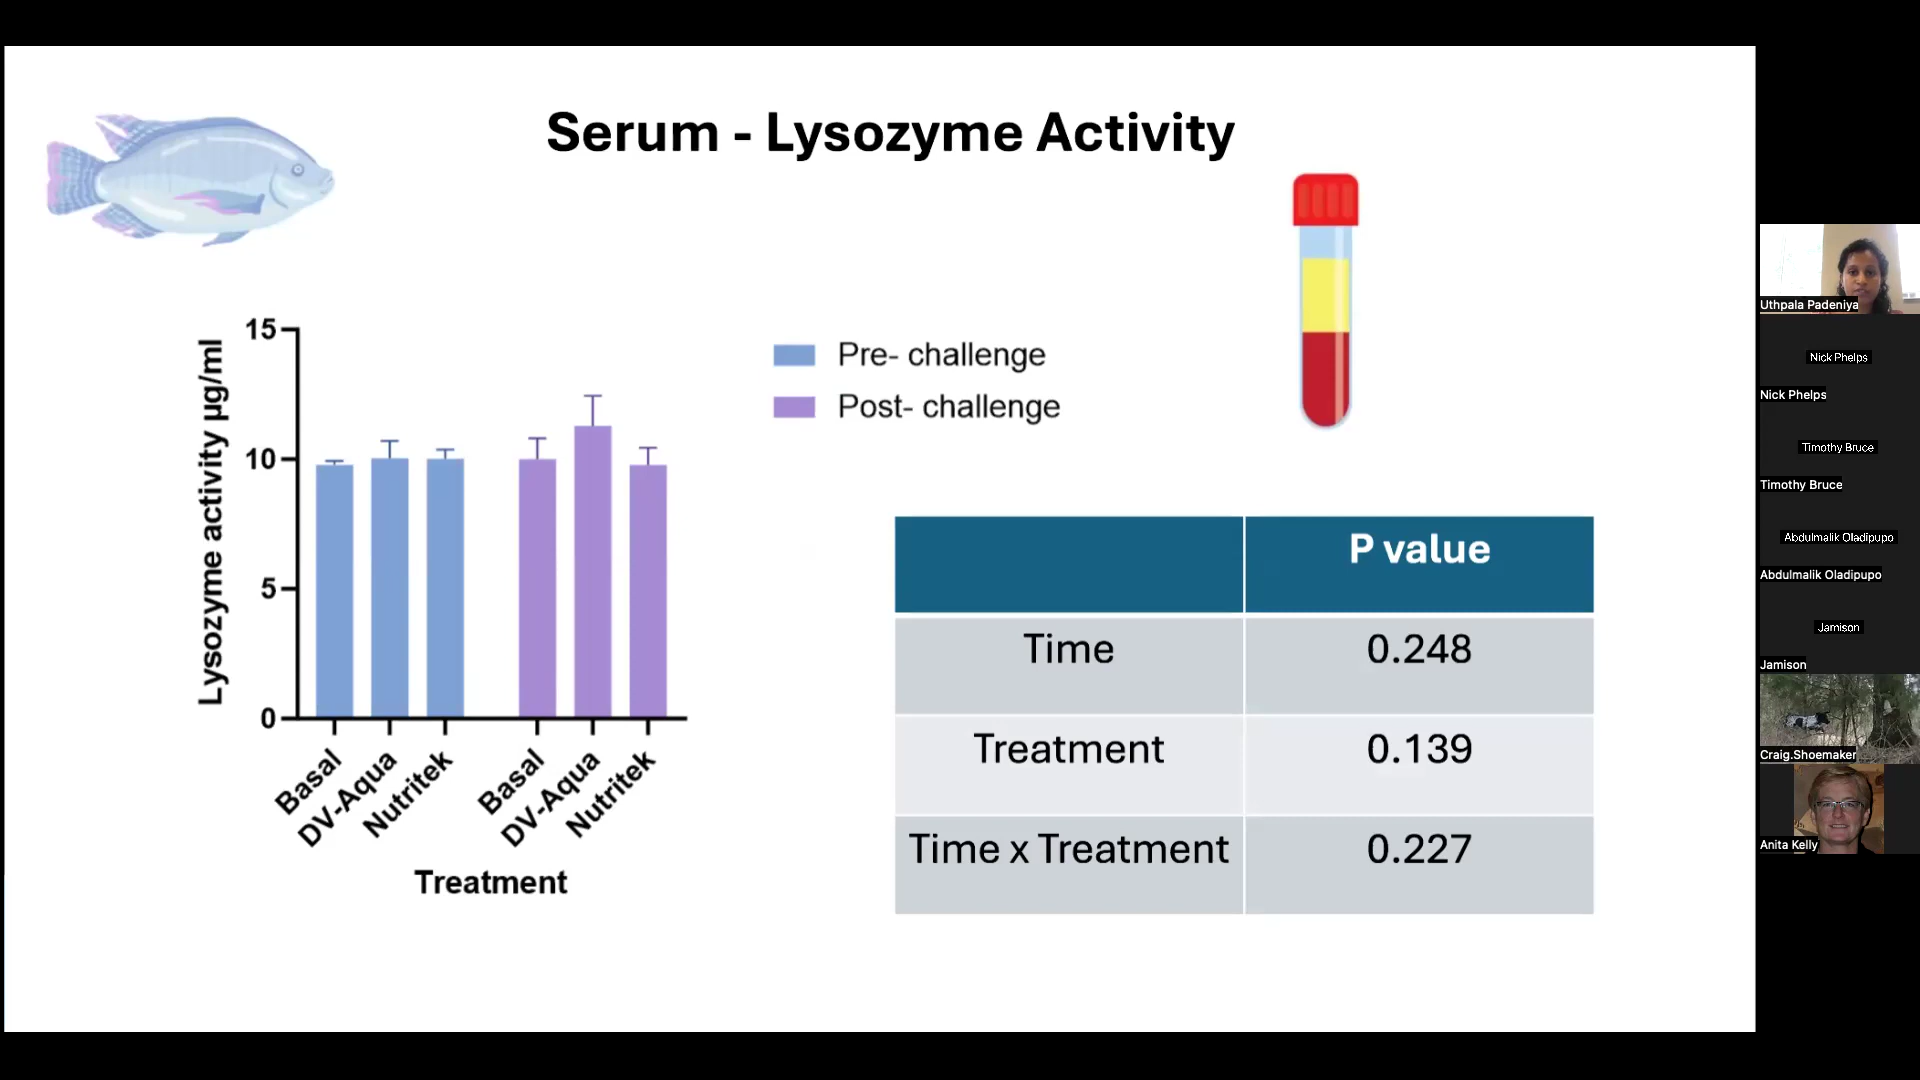 Serum - Lysozyme Activity
Lysozyme activity µg/ml
15
10
5
0
Basal
DV-Aqua
Nutritek
Basal
DV-Aqua
Nutritek
Treatment
Pre- challenge
Post- challenge
P value
Time 0.248
Treatment 0.139
Time x Treatment 0.227
Uthpala Padeniya
Nick Phelps
Nick Phelps
Timothy Bruce
Timothy Bruce
Abdulmalik Oladipupo
Abdulmalik Oladipupo
Jamison
Jamison
Craig.Shoemaker
Anita Kelly